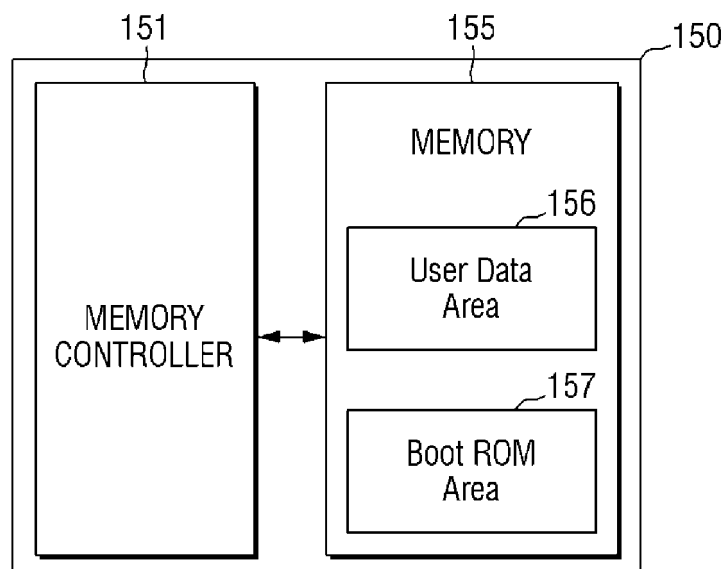 151
155
150
MEMORY
156
User Data
Area
MEMORY
CONTROLLER
157
Boot ROM
Area